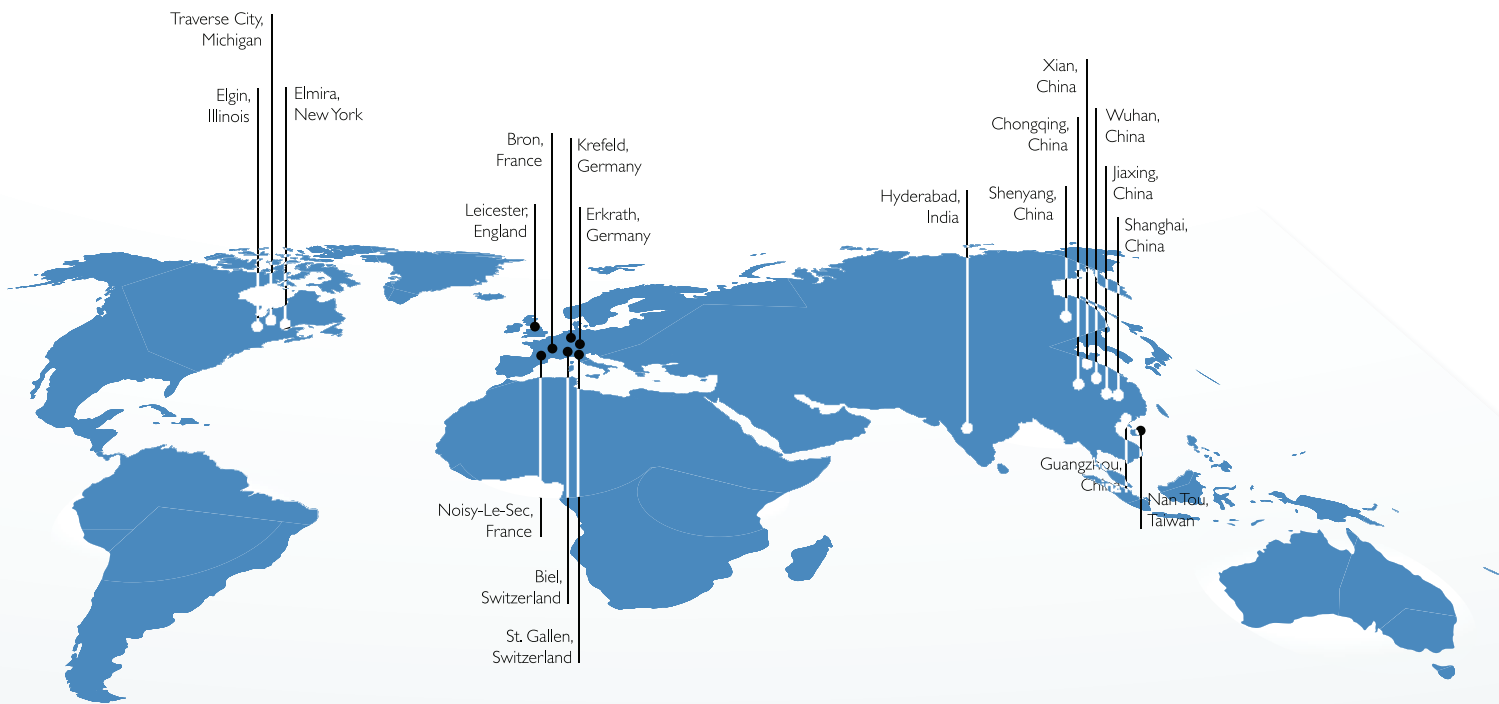 Traverse City,
Michigan
Elgin,
Illinois
Elmira,
New York
Bron,
France
Krefeld,
Germany
Leicester,
England
Erkrath,
Germany
Noisy-Le-Sec,
France
Biel,
Switzerland
St. Gallen,
Switzerland
Xian,
China
Chongqing,
China
Wuhan,
China
Hyderabad,
India
Shenyang,
China
Jiaxing,
China
Shanghai,
China
Guangzhou,
China
Nan Tou,
Taiwan